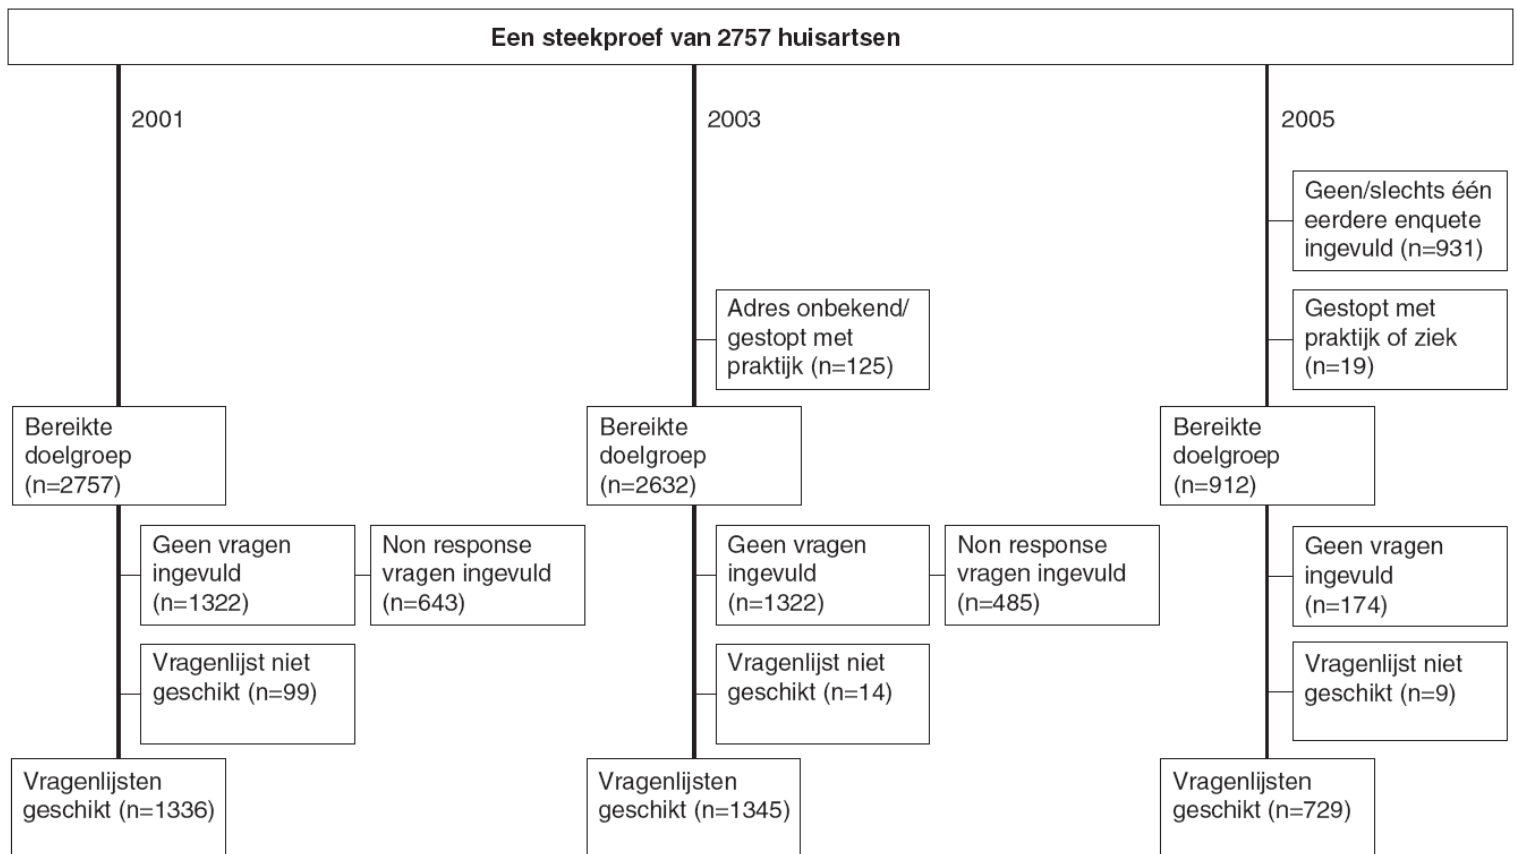 Een steekproef van 2757 huisartsen
2001
2003
2005
Geen/slechts één
eerdere enquete
ingevuld (n=931)
Adres onbekend/
gestopt met
praktijk (n=125)
Gestopt met
praktijk of ziek
(n=19)
Bereikte
doelgroep
(n=2757)
Bereikte
doelgroep
(n=2632)
Bereikte
doelgroep
(n=912)
Geen vragen
ingevuld
(n=1322)
Non response
vragen ingevuld
(n=643)
Geen vragen
ingevuld
(n=1322)
Non response
vragen ingevuld
(n=485)
Geen vragen
ingevuld
(n=174)
Vragenlijst niet
geschikt (n=99)
Vragenlijst niet
geschikt (n=14)
Vragenlijst niet
geschikt (n=9)
Vragenlijsten
geschikt (n=1336)
Vragenlijsten
geschikt (n=1345)
Vragenlijsten
geschikt (n=729)